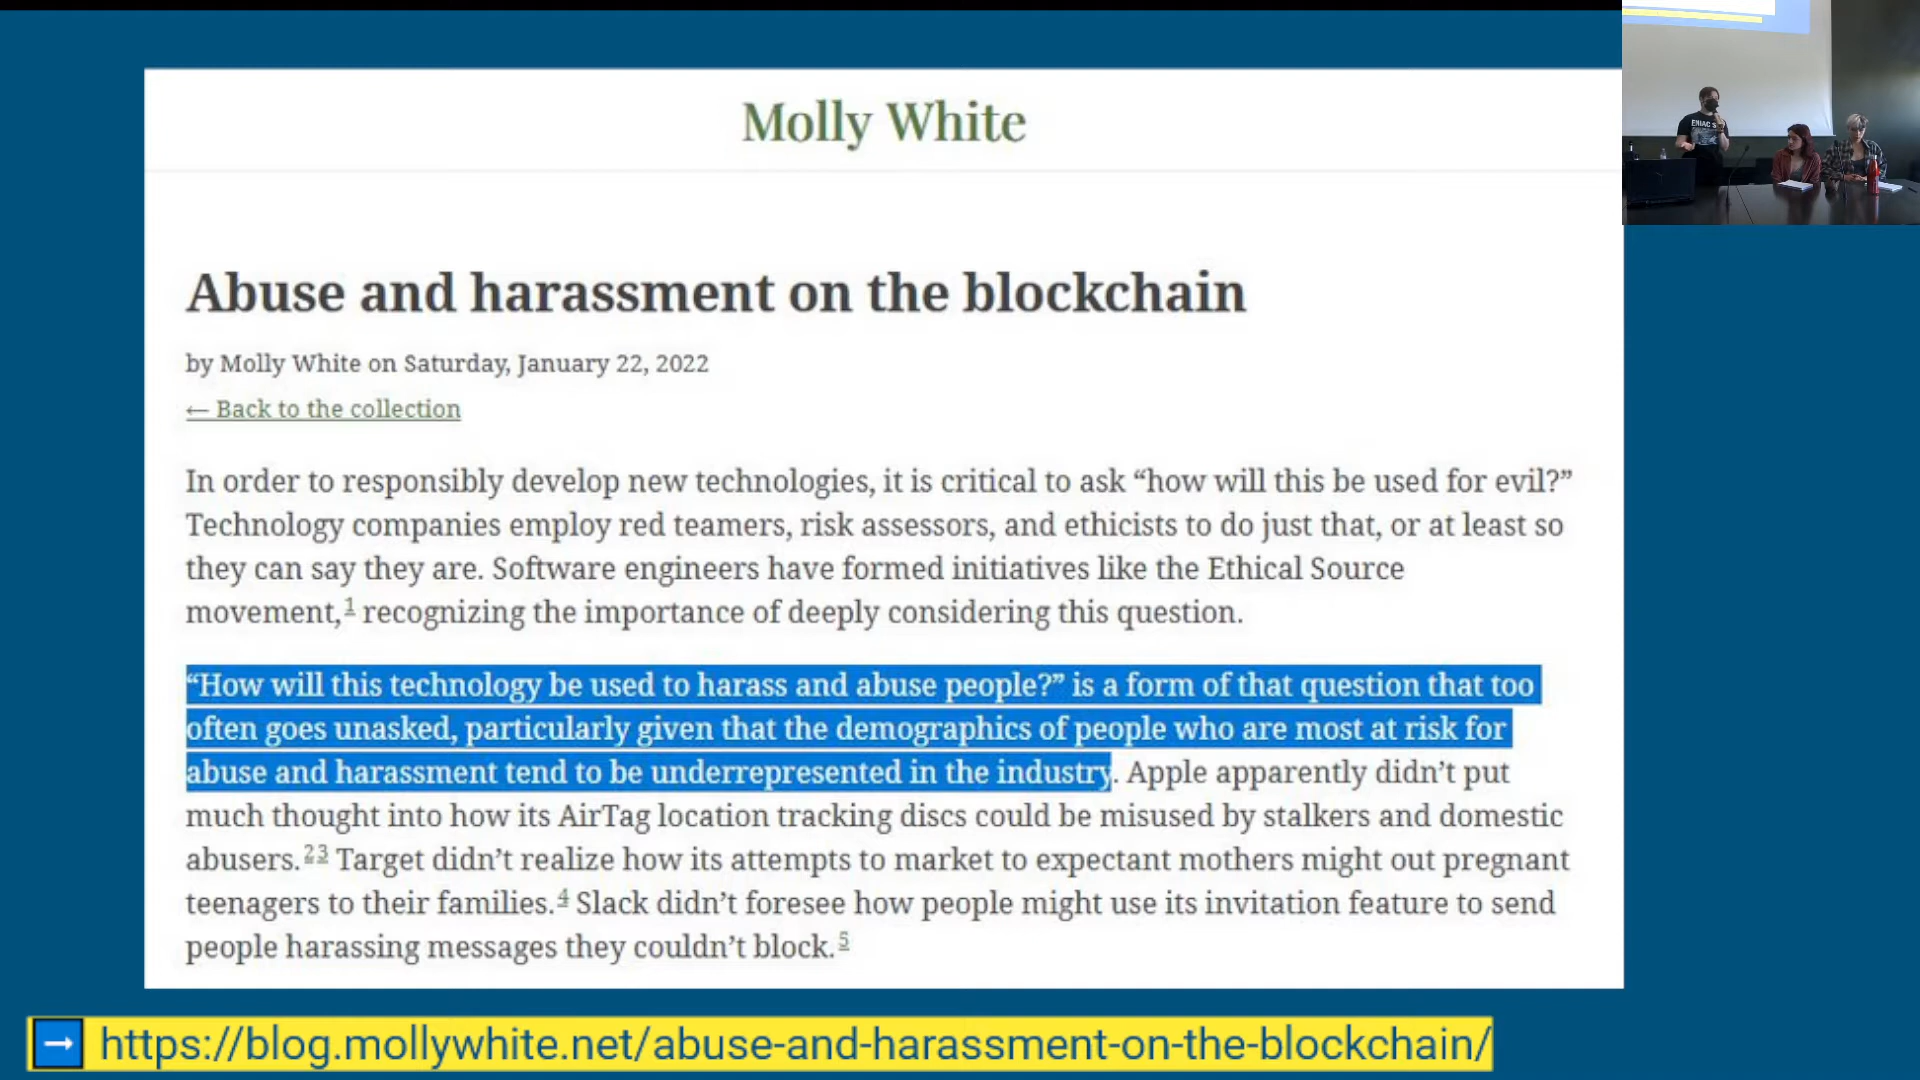 Molly White
Abuse and harassment on the blockchain
by Molly White on Saturday, January 22, 2022
← Back to the collection
In order to responsibly develop new technologies, it is critical to ask “how will this be used for evil?”
Technology companies employ red teamers, risk assessors, and ethicists to do just that, or at least so
they can say they are. Software engineers have formed initiatives like the Ethical Source
movement,1 recognizing the importance of deeply considering this question.
“How will this technology be used to harass and abuse people?” is a form of that question that too
often goes unasked, particularly given that the demographics of people who are most at risk for
abuse and harassment tend to be underrepresented in the industry. Apple apparently didn’t put
much thought into how its AirTag location tracking discs could be misused by stalkers and domestic
abusers.2 3 Target didn’t realize how its attempts to market to expectant mothers might out pregnant
teenagers to their families.4 Slack didn’t foresee how people might use its invitation feature to send
people harassing messages they couldn’t block.5
→ https://blog.mollywhite.net/abuse-and-harassment-on-the-blockchain/